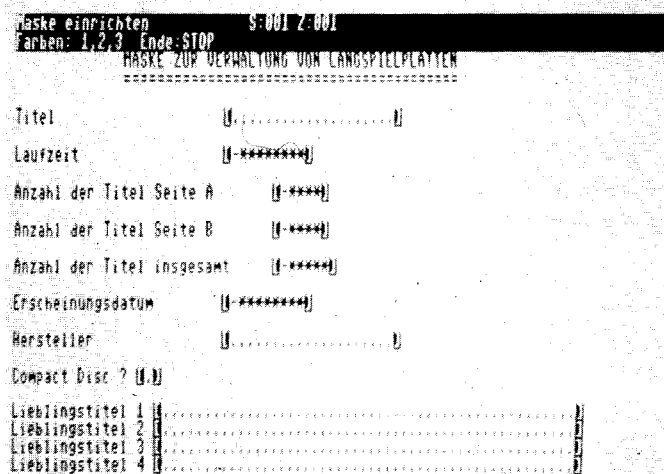 Maske einrichten S:001 Z:001
Farben: 1,2,3 Ende:STOP
MASKE ZUR VERWALTUNG VON LANGSPIELPLATTEN
=========================================
Titel [....................]
Laufzeit [-********]
Anzahl der Titel Seite A [-****]
Anzahl der Titel Seite B [-****]
Anzahl der Titel insgesamt [-*****]
Erscheinungsdatum [-********]
Hersteller [....................]
Compact Disc ? [.]
Lieblingstitel 1 [..................................................]
Lieblingstitel 2 [..................................................]
Lieblingstitel 3 [..................................................]
Lieblingstitel 4 [..................................................]